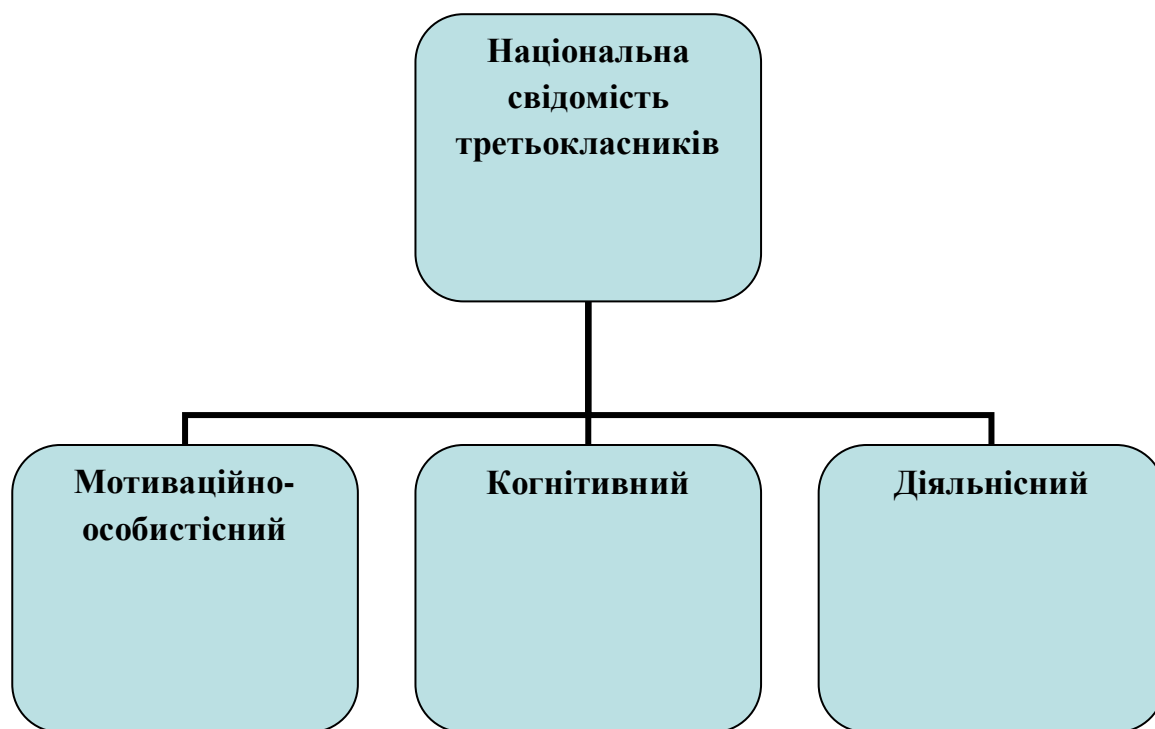 Національна
свідомість
третьокласників
Мотиваційно-
особистісний
Когнітивний
Діяльнісний